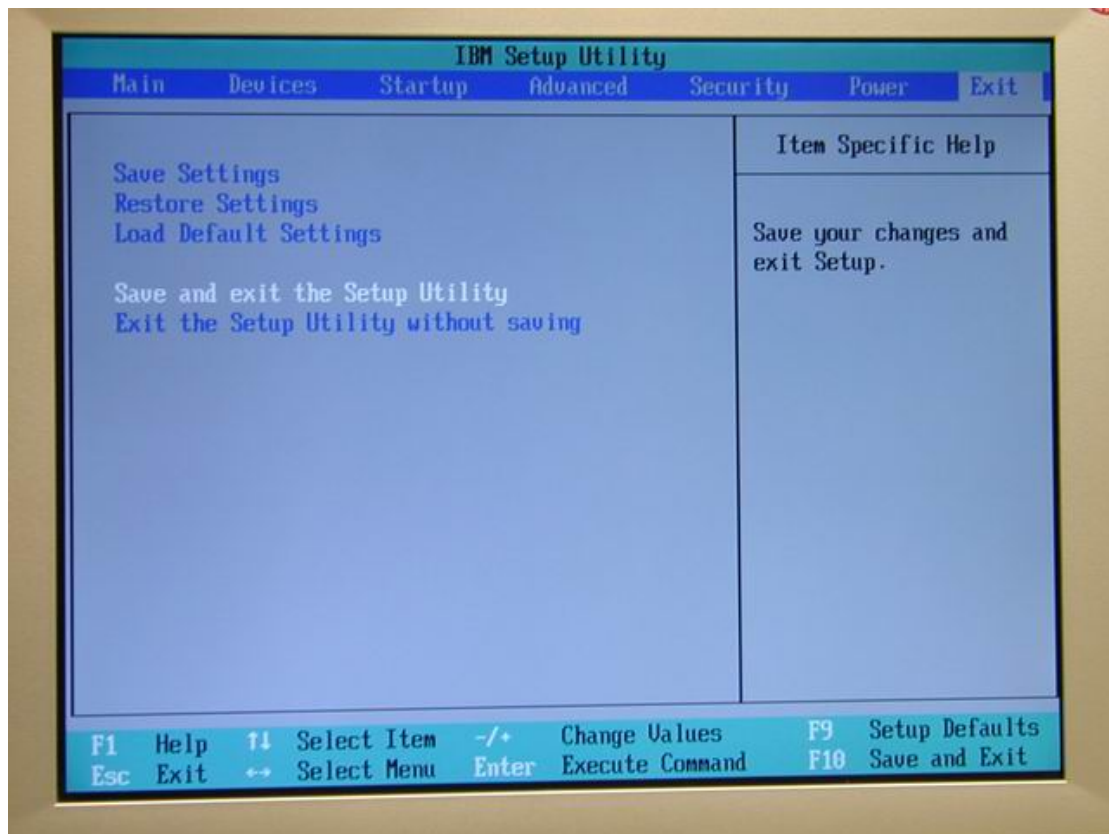 IBM Setup Utility
Main Devices Startup Advanced Security Power Exit
Save Settings
Restore Settings
Load Default Settings
Save and exit the Setup Utility
Exit the Setup Utility without saving
Item Specific Help
Save your changes and
exit Setup.
F1 Help ↑↓ Select Item -/+ Change Values F9 Setup Defaults
Esc Exit ↔ Select Menu Enter Execute Command F10 Save and Exit